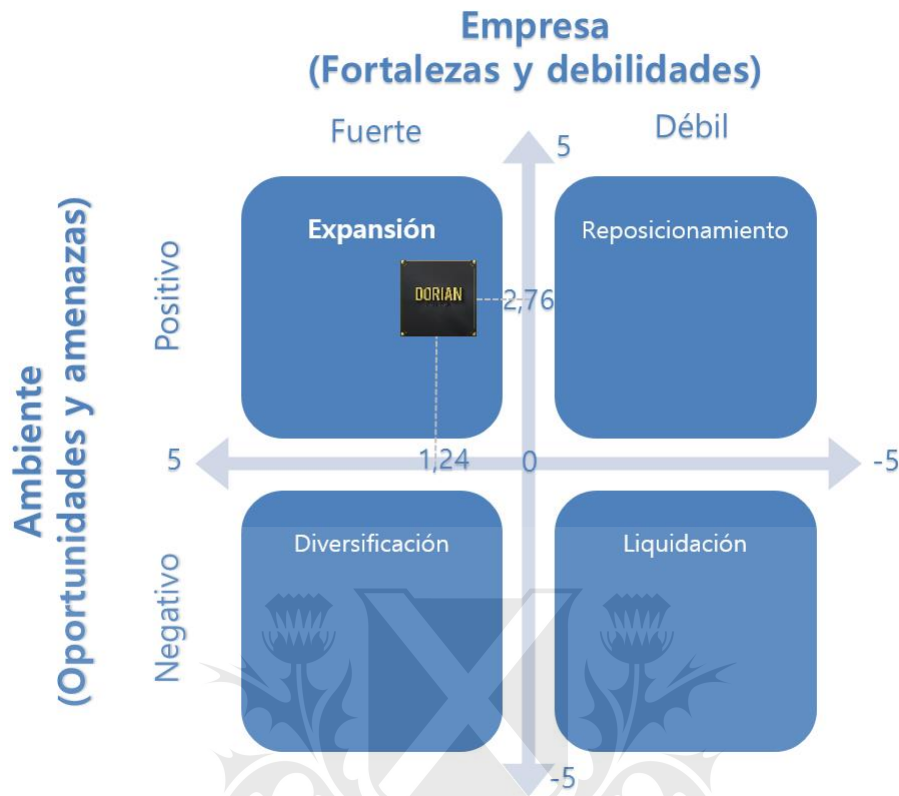 Empresa
(Fortalezas y debilidades)
Fuerte
Débil
5
Positivo
Expansión
Reposicionamiento
DORIAN
2,76
Ambiente
(Oportunidades y amenazas)
5
1,24
0
-5
Negativo
Diversificación
Liquidación
-5